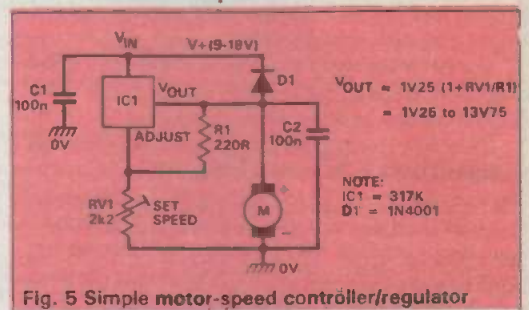 VIN
V+(9-18V)
C1
100n
0V
IC1
VOUT
ADJUST
R1
220R
D1
C2
100n
RV1
2k2
SET
SPEED
M
+
–
0V
VOUT = 1V25 (1+RV1/R1)
= 1V25 to 13V75
NOTE:
IC1 = 317K
D1 = 1N4001
Fig. 5 Simple motor-speed controller/regulator